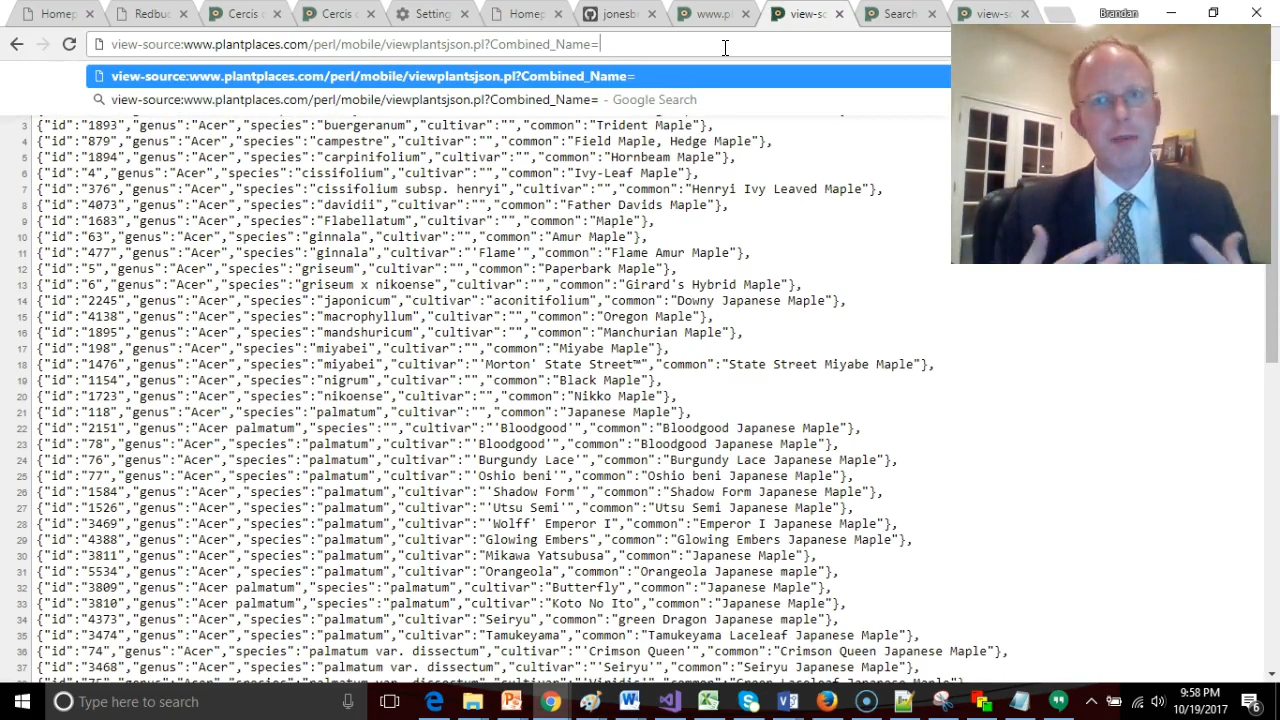 Homep
Redbu
Cercis c
Cercis c
Setting
Homep
jonesb
www.pl
view-so
Search
view-sc
Brandan
view-source:www.plantplaces.com/perl/mobile/viewplantsjson.pl?Combined_Name=
view-source:www.plantplaces.com/perl/mobile/viewplantsjson.pl?Combined_Name=
view-source:www.plantplaces.com/perl/mobile/viewplantsjson.pl?Combined_Name= - Google Search
3 {"id":"1893","genus":"Acer","species":"buergeranum","cultivar":"","common":"Trident Maple"},
4 {"id":"879","genus":"Acer","species":"campestre","cultivar":"","common":"Field Maple, Hedge Maple"},
5 {"id":"1894","genus":"Acer","species":"carpinifolium","cultivar":"","common":"Hornbeam Maple"},
6 {"id":"4","genus":"Acer","species":"cissifolium","cultivar":"","common":"Ivy-Leaf Maple"},
7 {"id":"376","genus":"Acer","species":"cissifolium subsp. henryi","cultivar":"","common":"Henryi Ivy Leaved Maple"},
8 {"id":"4073","genus":"Acer","species":"davidii","cultivar":"","common":"Father Davids Maple"},
9 {"id":"1683","genus":"Acer","species":"Flabellatum","cultivar":"","common":"Maple"},
10 {"id":"63","genus":"Acer","species":"ginnala","cultivar":"","common":"Amur Maple"},
11 {"id":"477","genus":"Acer","species":"ginnala","cultivar":"'Flame'","common":"Flame Amur Maple"},
12 {"id":"5","genus":"Acer","species":"griseum","cultivar":"","common":"Paperbark Maple"},
13 {"id":"6","genus":"Acer","species":"griseum x nikoense","cultivar":"","common":"Girard's Hybrid Maple"},
14 {"id":"2245","genus":"Acer","species":"japonicum","cultivar":"aconitifolium","common":"Downy Japanese Maple"},
15 {"id":"4138","genus":"Acer","species":"macrophyllum","cultivar":"","common":"Oregon Maple"},
16 {"id":"1895","genus":"Acer","species":"mandshuricum","cultivar":"","common":"Manchurian Maple"},
17 {"id":"198","genus":"Acer","species":"miyabei","cultivar":"","common":"Miyabe Maple"},
18 {"id":"1476","genus":"Acer","species":"miyabei","cultivar":"'Morton' State Street™","common":"State Street Miyabe Maple"},
19 {"id":"1154","genus":"Acer","species":"nigrum","cultivar":"","common":"Black Maple"},
20 {"id":"1723","genus":"Acer","species":"nikoense","cultivar":"","common":"Nikko Maple"},
21 {"id":"118","genus":"Acer","species":"palmatum","cultivar":"","common":"Japanese Maple"},
22 {"id":"2151","genus":"Acer palmatum","species":"","cultivar":"'Bloodgood'","common":"Bloodgood Japanese Maple"},
23 {"id":"78","genus":"Acer","species":"palmatum","cultivar":"'Bloodgood'","common":"Bloodgood Japanese Maple"},
24 {"id":"76","genus":"Acer","species":"palmatum","cultivar":"'Burgundy Lace'","common":"Burgundy Lace Japanese Maple"},
25 {"id":"77","genus":"Acer","species":"palmatum","cultivar":"'Oshio beni'","common":"Oshio beni Japanese Maple"},
26 {"id":"1584","genus":"Acer","species":"palmatum","cultivar":"'Shadow Form'","common":"Shadow Form Japanese Maple"},
27 {"id":"1526","genus":"Acer","species":"palmatum","cultivar":"'Utsu Semi'","common":"Utsu Semi Japanese Maple"},
28 {"id":"3469","genus":"Acer","species":"palmatum","cultivar":"'Wolff' Emperor I","common":"Emperor I Japanese Maple"},
29 {"id":"4388","genus":"Acer","species":"palmatum","cultivar":"Glowing Embers","common":"Glowing Embers Japanese Maple"},
30 {"id":"3811","genus":"Acer","species":"palmatum","cultivar":"Mikawa Yatsubusa","common":"Japanese Maple"},
31 {"id":"5534","genus":"Acer","species":"palmatum","cultivar":"Orangeola","common":"Orangeola Japanese maple"},
32 {"id":"3809","genus":"Acer palmatum","species":"palmatum","cultivar":"Butterfly","common":"Japanese Maple"},
33 {"id":"3810","genus":"Acer palmatum","species":"palmatum","cultivar":"Koto No Ito","common":"Japanese Maple"},
34 {"id":"4373","genus":"Acer","species":"palmatum","cultivar":"Seiryu","common":"green Dragon Japanese maple"},
35 {"id":"3474","genus":"Acer","species":"palmatum","cultivar":"Tamukeyama","common":"Tamukeyama Laceleaf Japanese Maple"},
36 {"id":"74","genus":"Acer","species":"palmatum var. dissectum","cultivar":"'Crimson Queen'","common":"Crimson Queen Japanese Maple"},
37 {"id":"3468","genus":"Acer","species":"palmatum var. dissectum","cultivar":"'Seiryu'","common":"Seiryu Japanese Maple"},
Type here to search
9:58 PM
10/19/2017
6